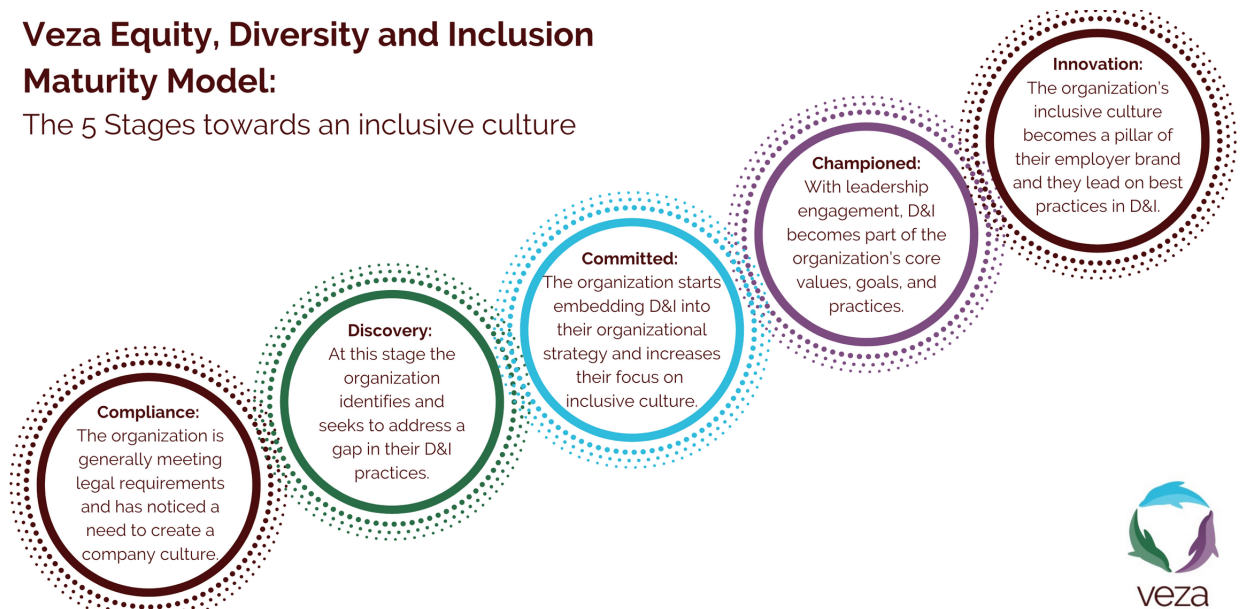 Veza Equity, Diversity and Inclusion
Maturity Model:
The 5 Stages towards an inclusive culture
Compliance:
The organization is
generally meeting
legal requirements
and has noticed a
need to create a
company culture.
Discovery:
At this stage the
organization
identifies and
seeks to address a
gap in their D&I
practices.
Committed:
The organization starts
embedding D&I into
their organizational
strategy and increases
their focus on
inclusive culture.
Championed:
With leadership
engagement, D&I
becomes part of the
organization's core
values, goals, and
practices.
Innovation:
The organization's
inclusive culture
becomes a pillar of
their employer brand
and they lead on best
practices in D&I.
veza